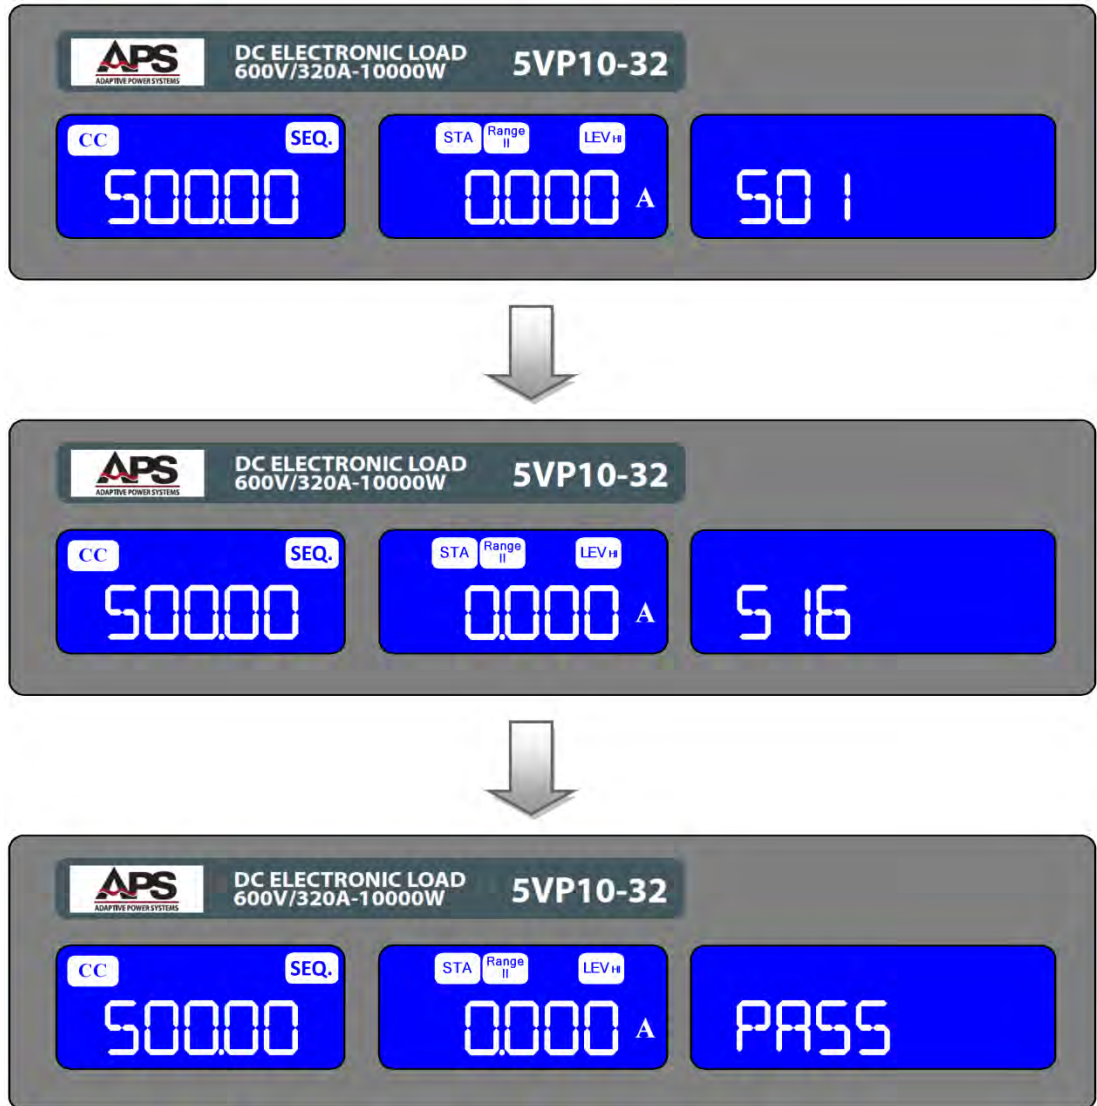 APS
ADAPTIVE POWER SYSTEMS
DC ELECTRONIC LOAD
600V/320A-10000W
5VP10-32
CC SEQ.
500.00
STA Range II LEV HI
0.000 A
S01
APS
ADAPTIVE POWER SYSTEMS
DC ELECTRONIC LOAD
600V/320A-10000W
5VP10-32
CC SEQ.
500.00
STA Range II LEV HI
0.000 A
S16
APS
ADAPTIVE POWER SYSTEMS
DC ELECTRONIC LOAD
600V/320A-10000W
5VP10-32
CC SEQ.
500.00
STA Range II LEV HI
0.000 A
PASS